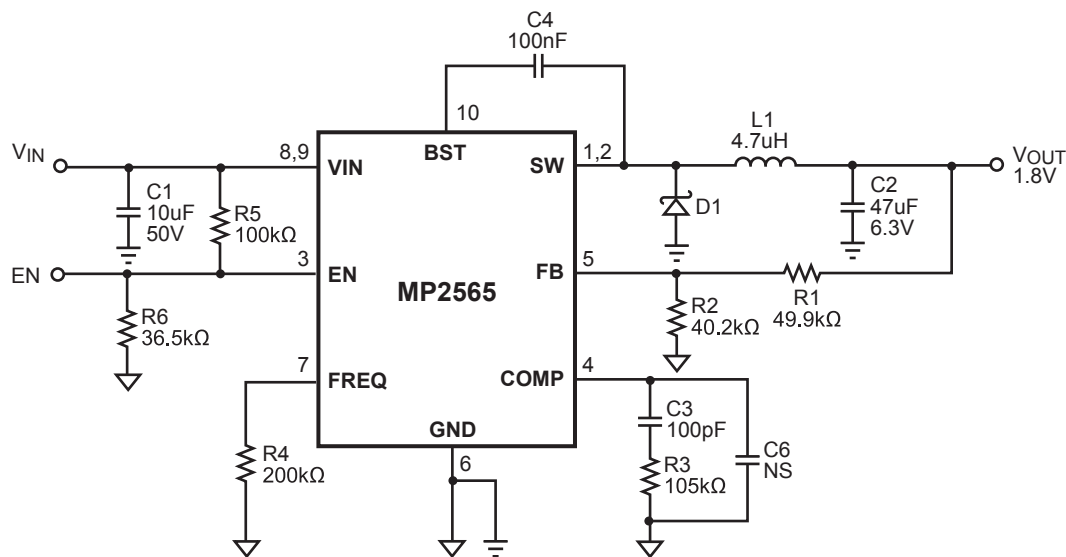 C4
100nF
10
L1
4.7uH
VIN
8,9
VIN
BST
SW
1,2
VOUT
1.8V
C1
10uF
50V
R5
100kΩ
D1
C2
47uF
6.3V
EN
3
EN
MP2565
FB
5
R1
49.9kΩ
R6
36.5kΩ
R2
40.2kΩ
7
FREQ
COMP
4
GND
6
R4
200kΩ
C3
100pF
R3
105kΩ
C6
NS